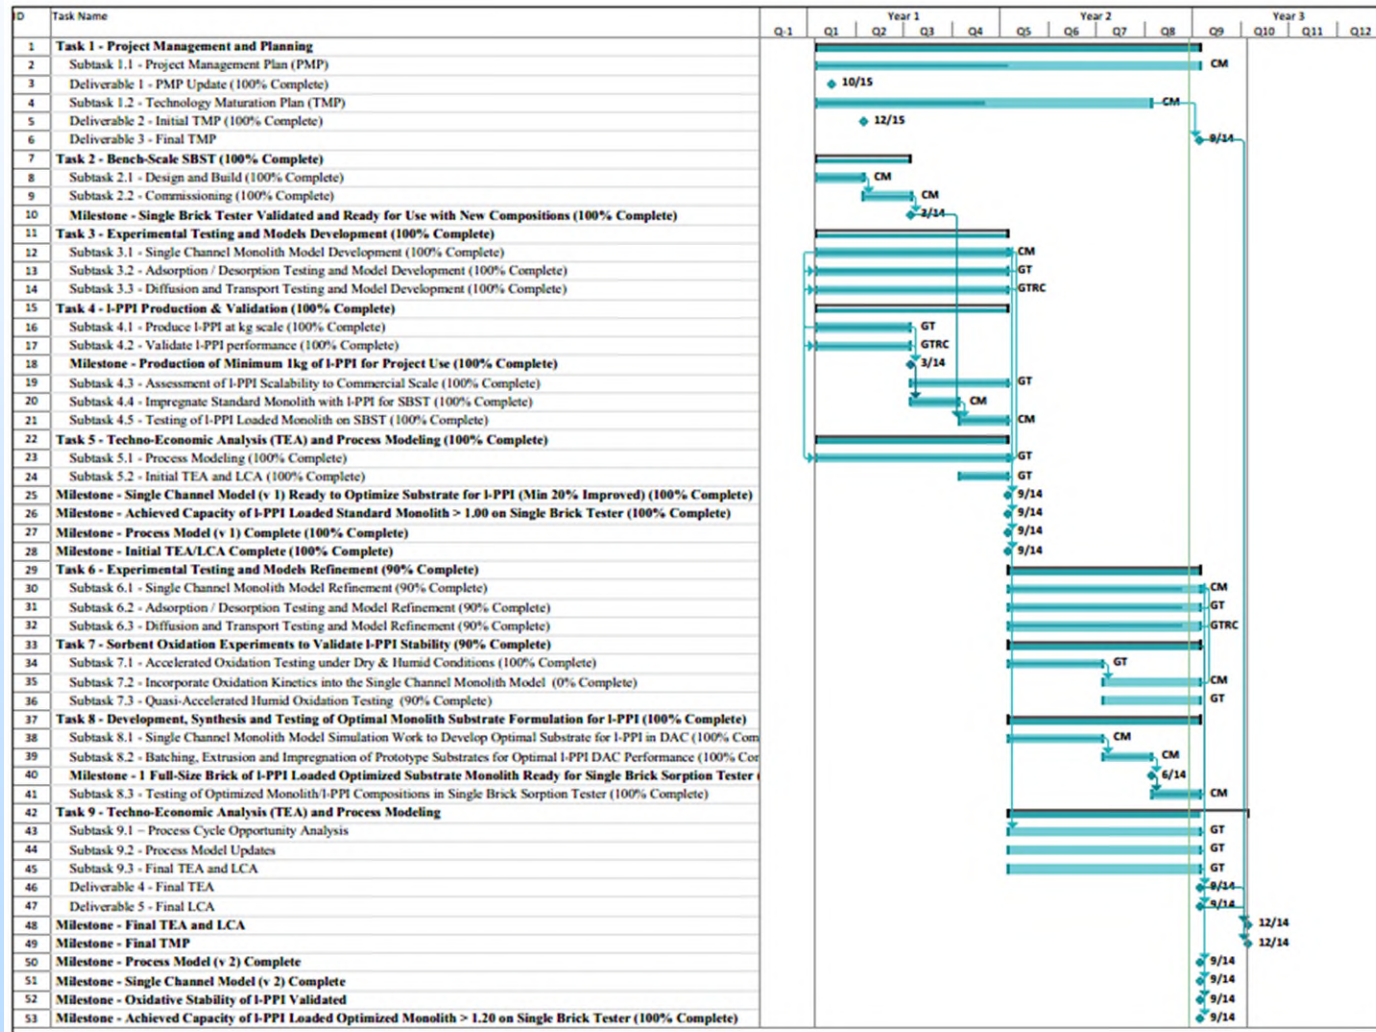 ID Task Name Year 1 Year 2 Year 3
Q-1 Q1 Q2 Q3 Q4 Q5 Q6 Q7 Q8 Q9 Q10 Q11 Q12
1 Task 1 - Project Management and Planning
2 Subtask 1.1 - Project Management Plan (PMP) CM
3 Deliverable 1 - PMP Update (100% Complete) 10/15
4 Subtask 1.2 - Technology Maturation Plan (TMP) CM
5 Deliverable 2 - Initial TMP (100% Complete) 12/15
6 Deliverable 3 - Final TMP 9/14
7 Task 2 - Bench-Scale SBST (100% Complete)
8 Subtask 2.1 - Design and Build (100% Complete) CM
9 Subtask 2.2 - Commissioning (100% Complete) CM
10 Milestone - Single Brick Tester Validated and Ready for Use with New Compositions (100% Complete) 3/14
11 Task 3 - Experimental Testing and Models Development (100% Complete)
12 Subtask 3.1 - Single Channel Monolith Model Development (100% Complete) CM
13 Subtask 3.2 - Adsorption / Desorption Testing and Model Development (100% Complete) GT
14 Subtask 3.3 - Diffusion and Transport Testing and Model Development (100% Complete) GTRC
15 Task 4 - l-PPI Production & Validation (100% Complete)
16 Subtask 4.1 - Produce l-PPI at kg scale (100% Complete) GT
17 Subtask 4.2 - Validate l-PPI performance (100% Complete) GTRC
18 Milestone - Production of Minimum 1kg of l-PPI for Project Use (100% Complete) 3/14
19 Subtask 4.3 - Assessment of l-PPI Scalability to Commercial Scale (100% Complete) GT
20 Subtask 4.4 - Impregnate Standard Monolith with l-PPI for SBST (100% Complete) CM
21 Subtask 4.5 - Testing of l-PPI Loaded Monolith on SBST (100% Complete) CM
22 Task 5 - Techno-Economic Analysis (TEA) and Process Modeling (100% Complete)
23 Subtask 5.1 - Process Modeling (100% Complete) GT
24 Subtask 5.2 - Initial TEA and LCA (100% Complete) GT
25 Milestone - Single Channel Model (v 1) Ready to Optimize Substrate for l-PPI (Min 20% Improved) (100% Complete) 9/14
26 Milestone - Achieved Capacity of l-PPI Loaded Standard Monolith > 1.00 on Single Brick Tester (100% Complete) 9/14
27 Milestone - Process Model (v 1) Complete (100% Complete) 9/14
28 Milestone - Initial TEA/LCA Complete (100% Complete) 9/14
29 Task 6 - Experimental Testing and Models Refinement (90% Complete)
30 Subtask 6.1 - Single Channel Monolith Model Refinement (90% Complete) CM
31 Subtask 6.2 - Adsorption / Desorption Testing and Model Refinement (90% Complete) GT
32 Subtask 6.3 - Diffusion and Transport Testing and Model Refinement (90% Complete) GTRC
33 Task 7 - Sorbent Oxidation Experiments to Validate l-PPI Stability (90% Complete)
34 Subtask 7.1 - Accelerated Oxidation Testing under Dry & Humid Conditions (100% Complete) GT
35 Subtask 7.2 - Incorporate Oxidation Kinetics into the Single Channel Monolith Model (0% Complete) CM
36 Subtask 7.3 - Quasi-Accelerated Humid Oxidation Testing (90% Complete) GT
37 Task 8 - Development, Synthesis and Testing of Optimal Monolith Substrate Formulation for l-PPI (100% Complete)
38 Subtask 8.1 - Single Channel Monolith Model Simulation Work to Develop Optimal Substrate for l-PPI in DAC (100% Com CM
39 Subtask 8.2 - Batching, Extrusion and Impregnation of Prototype Substrates for Optimal l-PPI DAC Performance (100% Cor CM
40 Milestone - 1 Full-Size Brick of l-PPI Loaded Optimized Substrate Monolith Ready for Single Brick Sorption Tester ( 6/14
41 Subtask 8.3 - Testing of Optimized Monolith/l-PPI Compositions in Single Brick Sorption Tester (100% Complete) CM
42 Task 9 - Techno-Economic Analysis (TEA) and Process Modeling
43 Subtask 9.1 – Process Cycle Opportunity Analysis GT
44 Subtask 9.2 - Process Model Updates GT
45 Subtask 9.3 - Final TEA and LCA GT
46 Deliverable 4 - Final TEA 9/14
47 Deliverable 5 - Final LCA 9/14
48 Milestone - Final TEA and LCA 12/14
49 Milestone - Final TMP 12/14
50 Milestone - Process Model (v 2) Complete 9/14
51 Milestone - Single Channel Model (v 2) Complete 9/14
52 Milestone - Oxidative Stability of l-PPI Validated 9/14
53 Milestone - Achieved Capacity of l-PPI Loaded Optimized Monolith > 1.20 on Single Brick Tester (100% Complete) 9/14